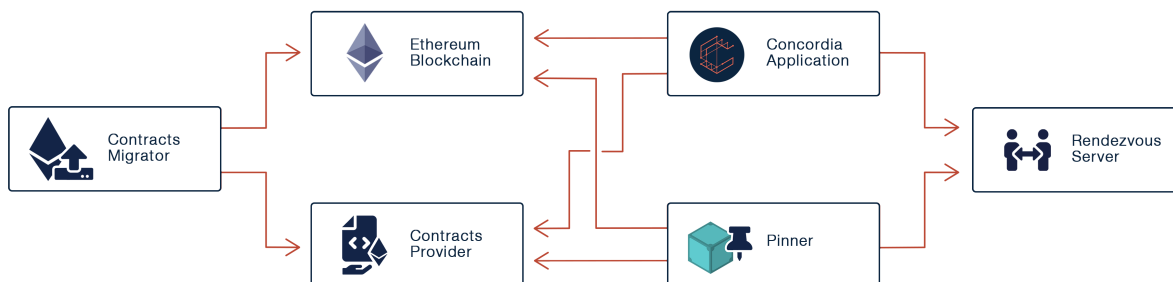 Ethereum
Blockchain
Concordia
Application
Contracts
Migrator
Rendezvous
Server
Contracts
Provider
Pinner